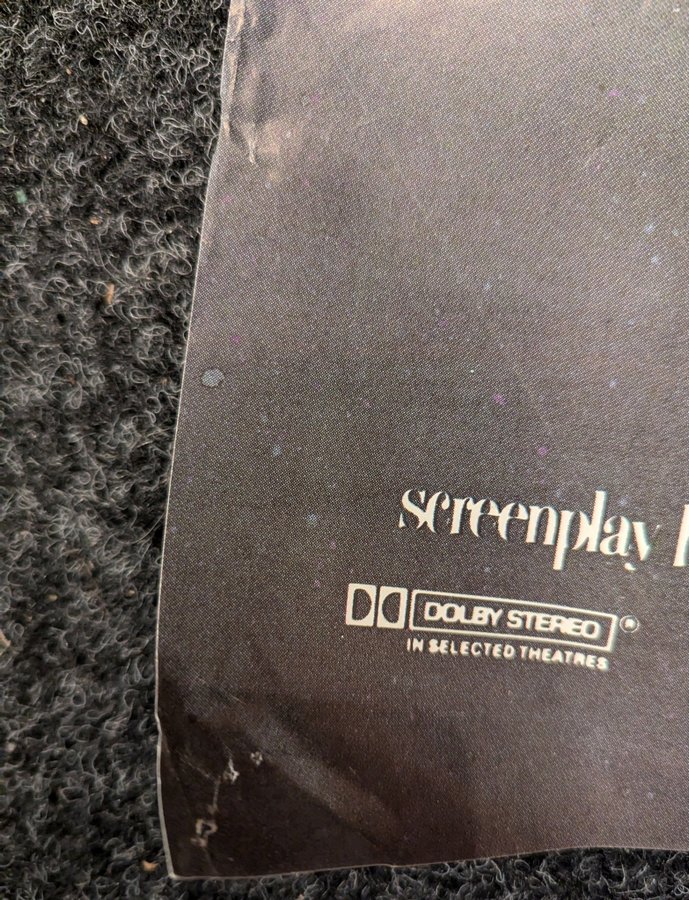 screenplay
DOLBY STEREO ®
IN SELECTED THEATRES